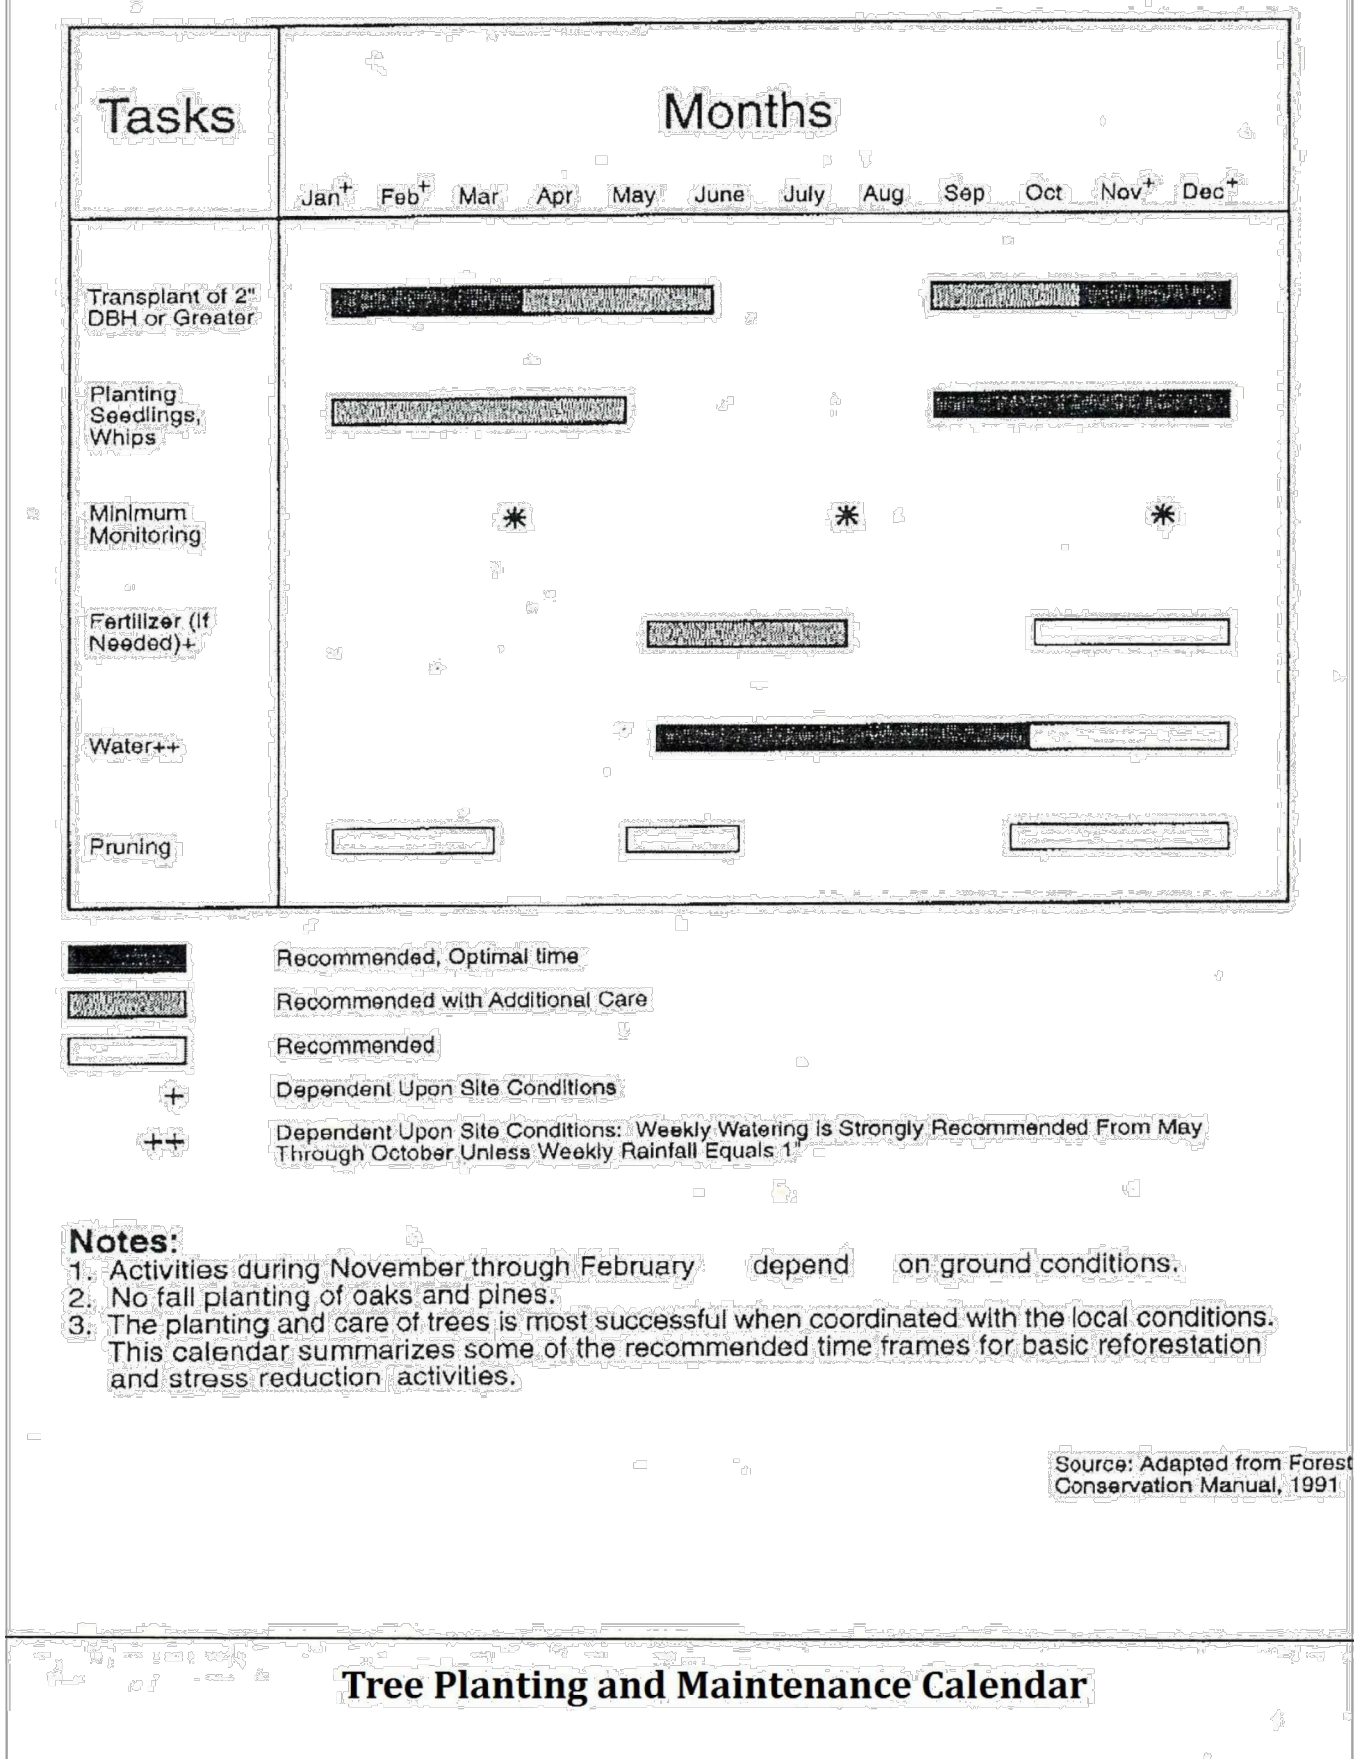 Tasks
Months
Jan+ Feb+ Mar Apr May June July Aug Sep Oct Nov+ Dec+
Transplant of 2"
DBH or Greater
Planting
Seedlings,
Whips
Minimum
Monitoring
Fertilizer (If
Needed)+
Water++
Pruning
Recommended, Optimal time
Recommended with Additional Care
Recommended
+ Dependent Upon Site Conditions
++ Dependent Upon Site Conditions: Weekly Watering is Strongly Recommended From May
Through October Unless Weekly Rainfall Equals 1"
Notes:
1. Activities during November through February depend on ground conditions.
2. No fall planting of oaks and pines.
3. The planting and care of trees is most successful when coordinated with the local conditions.
This calendar summarizes some of the recommended time frames for basic reforestation
and stress reduction activities.
Source: Adapted from Forest
Conservation Manual, 1991
Tree Planting and Maintenance Calendar